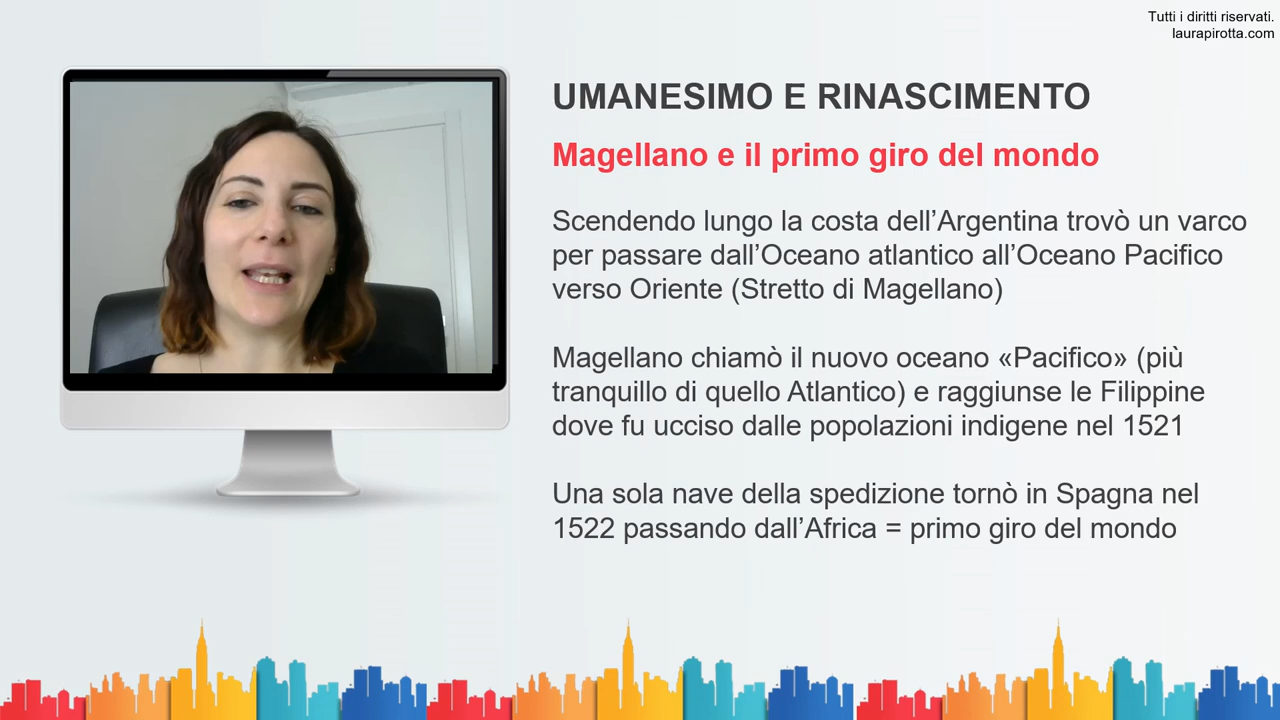 Tutti i diritti riservati.
laurapirotta.com
UMANESIMO E RINASCIMENTO
Magellano e il primo giro del mondo
Scendendo lungo la costa dell’Argentina trovò un varco
per passare dall’Oceano atlantico all’Oceano Pacifico
verso Oriente (Stretto di Magellano)
Magellano chiamò il nuovo oceano «Pacifico» (più
tranquillo di quello Atlantico) e raggiunse le Filippine
dove fu ucciso dalle popolazioni indigene nel 1521
Una sola nave della spedizione tornò in Spagna nel
1522 passando dall’Africa = primo giro del mondo